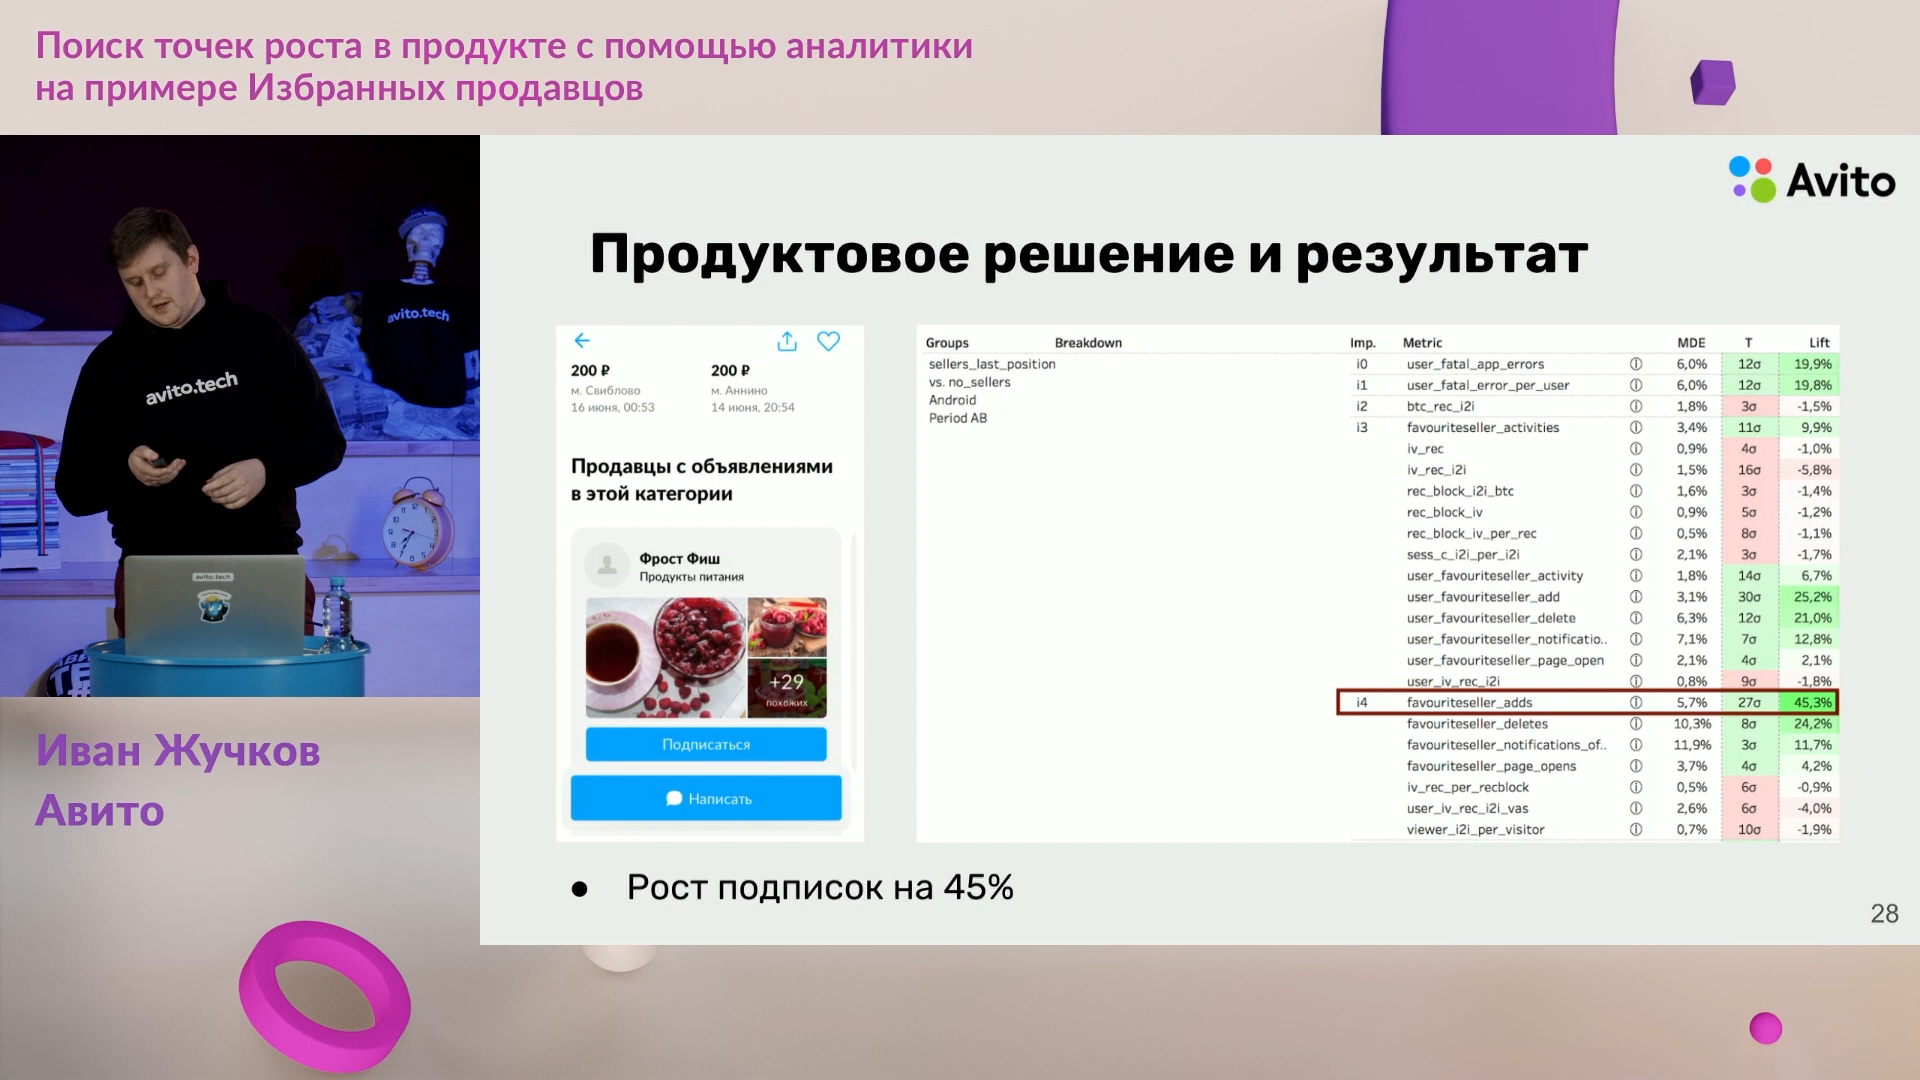 Поиск точек роста в продукте с помощью аналитики
на примере Избранных продавцов
avito.tech
avito.tech
avito.tech
Иван Жучков
Авито
Avito
Продуктовое решение и результат
200 ₽ 200 ₽
м. Свиблово м. Аннино
16 июня, 00:53 14 июня, 20:54
Продавцы с объявлениями
в этой категории
Фрост Фиш
Продукты питания
+29
похожих
Подписаться
Написать
Groups Breakdown Imp. Metric MDE T Lift
sellers_last_position
vs. no_sellers
Android
Period AB
i0 user_fatal_app_errors 6,0% 12σ 19,9%
i1 user_fatal_error_per_user 6,0% 12σ 19,8%
i2 btc_rec_i2i 1,8% 3σ -1,5%
i3 favouriteseller_activities 3,4% 11σ 9,9%
iv_rec 0,9% 4σ -1,0%
iv_rec_i2i 1,5% 16σ -5,8%
rec_block_i2i_btc 1,6% 3σ -1,4%
rec_block_iv 0,9% 5σ -1,2%
rec_block_iv_per_rec 0,5% 8σ -1,1%
sess_c_i2i_per_i2i 2,1% 3σ -1,7%
user_favouriteseller_activity 1,8% 14σ 6,7%
user_favouriteseller_add 3,1% 30σ 25,2%
user_favouriteseller_delete 6,3% 12σ 21,0%
user_favouriteseller_notificatio.. 7,1% 7σ 12,8%
user_favouriteseller_page_open 2,1% 4σ 2,1%
user_iv_rec_i2i 0,8% 9σ -1,8%
i4 favouriteseller_adds 5,7% 27σ 45,3%
favouriteseller_deletes 10,3% 8σ 24,2%
favouriteseller_notifications_of.. 11,9% 3σ 11,7%
favouriteseller_page_opens 3,7% 4σ 4,2%
iv_rec_per_recblock 0,5% 6σ -0,9%
user_iv_rec_i2i_vas 2,6% 6σ -4,0%
viewer_i2i_per_visitor 0,7% 10σ -1,9%
● Рост подписок на 45%
28